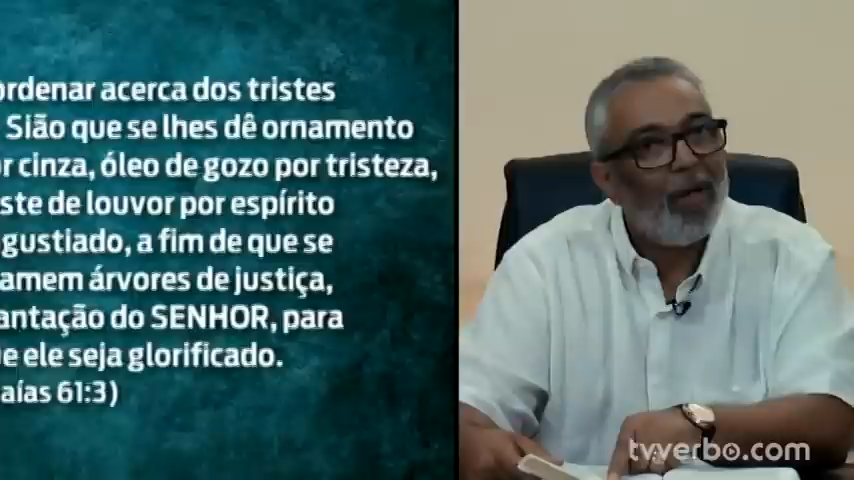 ordenar acerca dos tristes
Sião que se lhes dê ornamento
cinza, óleo de gozo por tristeza,
ste de louvor por espírito
gustiado, a fim de que se
amem árvores de justiça,
antação do SENHOR, para
e ele seja glorificado.
aías 61:3)
tvverbo.com